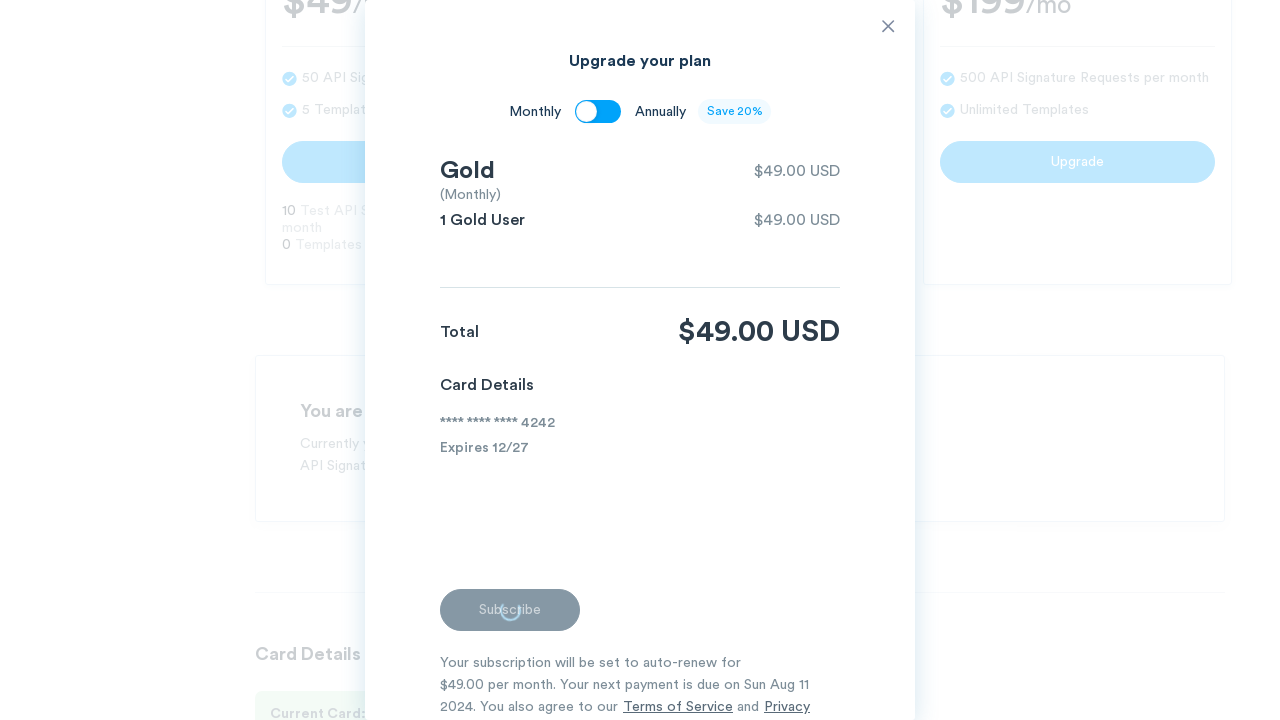 $49/
$199/mo
Upgrade your plan
50 API Sig
500 API Signature Requests per month
5 Templat
Monthly
Annually
Save 20%
Unlimited Templates
Upgrade
Gold
$49.00 USD
(Monthly)
1 Gold User
$49.00 USD
10 Test API S
month
0 Templates
Total
$49.00 USD
Card Details
You are
**** **** **** 4242
Currently
Expires 12/27
API Signat
Subscribe
Card Details
Your subscription will be set to auto-renew for
$49.00 per month. Your next payment is due on Sun Aug 11
2024. You also agree to our Terms of Service and Privacy
Current Card: